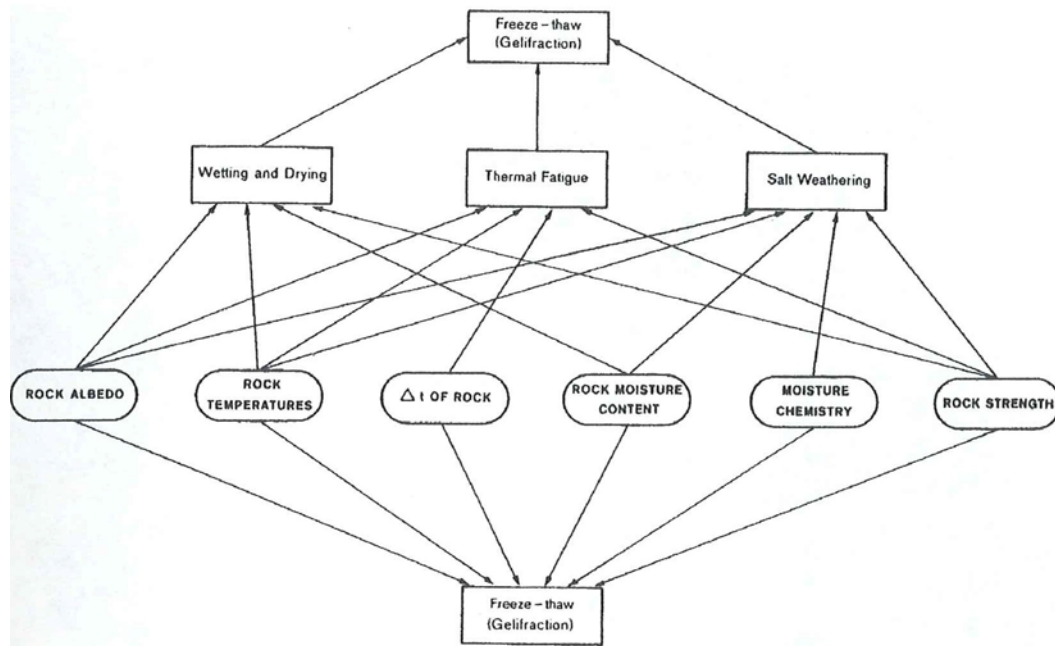 Freeze-thaw
(Gelifraction)
Wetting and Drying
Thermal Fatigue
Salt Weathering
ROCK ALBEDO
ROCK
TEMPERATURES
Δt OF ROCK
ROCK MOISTURE
CONTENT
MOISTURE
CHEMISTRY
ROCK STRENGTH
Freeze-thaw
(Gelifraction)